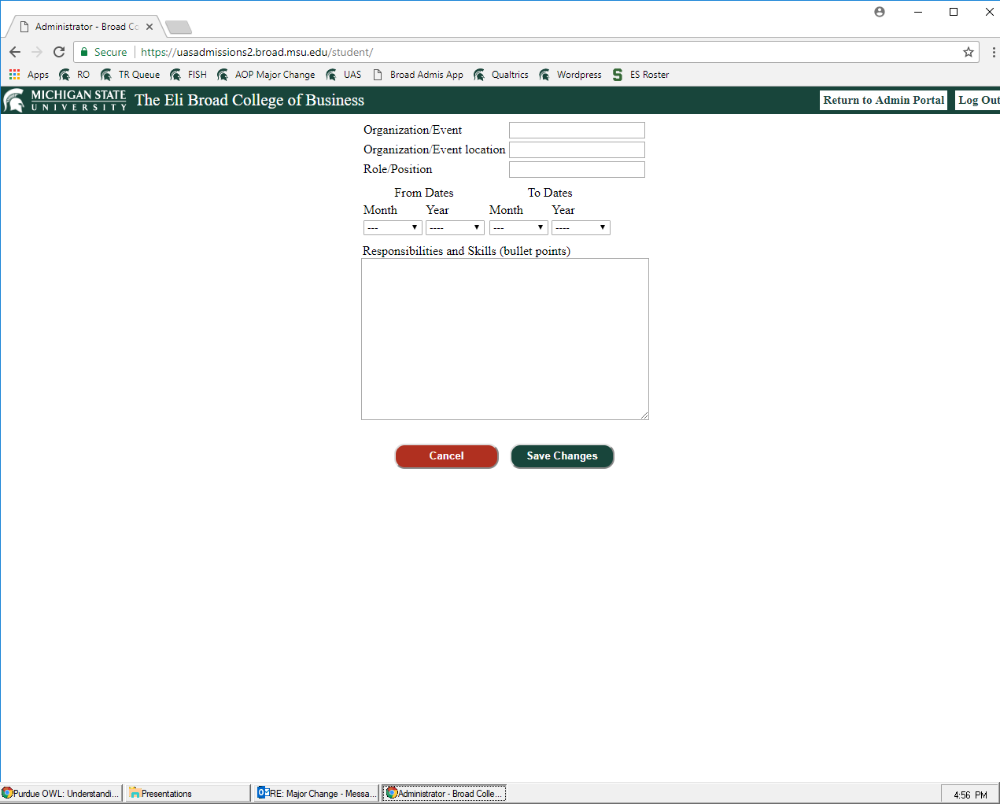 Administrator - Broad Co
Secure https://uasadmissions2.broad.msu.edu/student/
Apps RO TR Queue FISH AOP Major Change UAS Broad Admis App Qualtrics Wordpress ES Roster
MICHIGAN STATE
UNIVERSITY
The Eli Broad College of Business Return to Admin Portal Log Out
Organization/Event
Organization/Event location
Role/Position
From Dates To Dates
Month Year Month Year
--- ---- --- ----
Responsibilities and Skills (bullet points)
Cancel Save Changes
Purdue OWL: Understandi... Presentations RE: Major Change - Messa... Administrator - Broad Colle... 4:56 PM